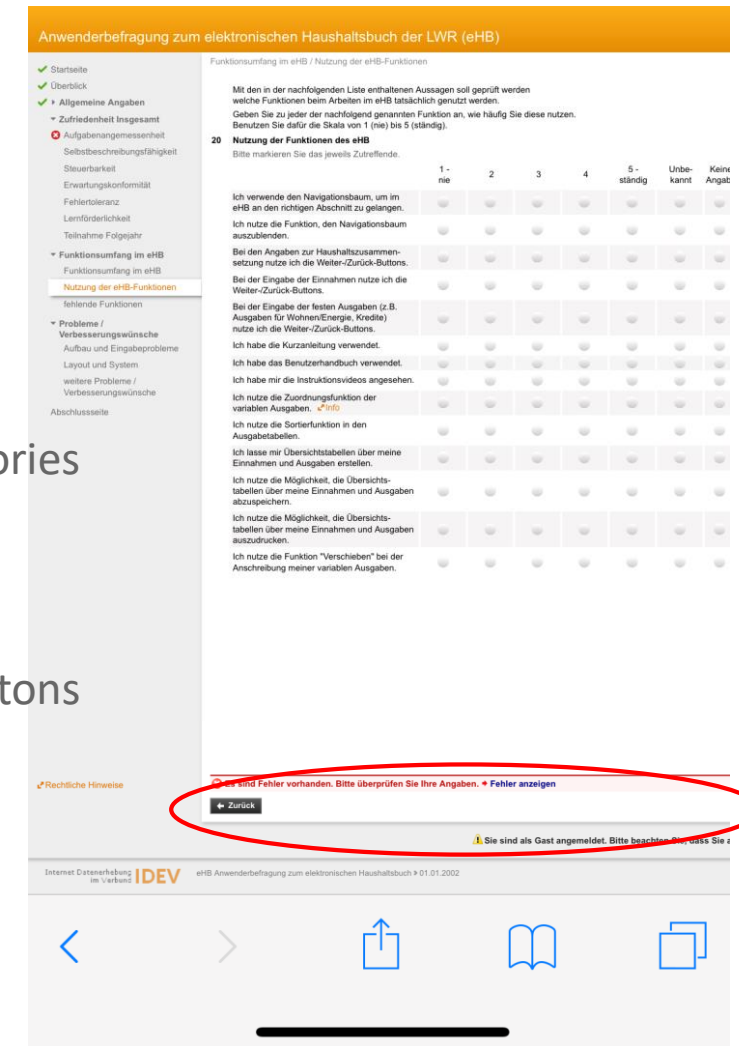 Anwenderbefragung zum elektronischen Haushaltsbuch der LWR (eHB)
Startseite
Überblick
Allgemeine Angaben
Zufriedenheit Insgesamt
Aufgabenangemessenheit
Selbstbeschreibungsfähigkeit
Steuerbarkeit
Erwartungskonformität
Fehlertoleranz
Lernförderlichkeit
Teilnahme Folgejahr
Funktionsumfang im eHB
Funktionsumfang im eHB
Nutzung der eHB-Funktionen
fehlende Funktionen
Probleme /
Verbesserungswünsche
Aufbau und Eingabeprobleme
Layout und System
weitere Probleme /
Verbesserungswünsche
Abschlussseite
ories
tons
Rechtliche Hinweise
Funktionsumfang im eHB / Nutzung der eHB-Funktionen
Mit den in der nachfolgenden Liste enthaltenen Aussagen soll geprüft werden
welche Funktionen beim Arbeiten im eHB tatsächlich genutzt werden.
Geben Sie zu jeder der nachfolgend genannten Funktion an, wie häufig Sie diese nutzen.
Benutzen Sie dafür die Skala von 1 (nie) bis 5 (ständig).
20 Nutzung der Funktionen des eHB
Bitte markieren Sie das jeweils Zutreffende.
1 - 2 3 4 5 - Unbe- Keine
nie ständig kannt Angab
Ich verwende den Navigationsbaum, um im
eHB an den richtigen Abschnitt zu gelangen.
Ich nutze die Funktion, den Navigationsbaum
auszublenden.
Bei den Angaben zur Haushaltszusammen-
setzung nutze ich die Weiter-/Zurück-Buttons.
Bei der Eingabe der Einnahmen nutze ich die
Weiter-/Zurück-Buttons.
Bei der Eingabe der festen Ausgaben (z.B.
Ausgaben für Wohnen/Energie, Kredite)
nutze ich die Weiter-/Zurück-Buttons.
Ich habe die Kurzanleitung verwendet.
Ich habe das Benutzerhandbuch verwendet.
Ich habe mir die Instruktionsvideos angesehen.
Ich nutze die Zuordnungsfunktion der
variablen Ausgaben. Info
Ich nutze die Sortierfunktion in den
Ausgabetabellen.
Ich lasse mir Übersichtstabellen über meine
Einnahmen und Ausgaben erstellen.
Ich nutze die Möglichkeit, die Übersichts-
tabellen über meine Einnahmen und Ausgaben
abzuspeichern.
Ich nutze die Möglichkeit, die Übersichts-
tabellen über meine Einnahmen und Ausgaben
auszudrucken.
Ich nutze die Funktion "Verschieben" bei der
Anschreibung meiner variablen Ausgaben.
Es sind Fehler vorhanden. Bitte überprüfen Sie Ihre Angaben. Fehler anzeigen
Zurück
Sie sind als Gast angemeldet. Bitte beachten Sie, dass Sie a
Internet Datenerhebung
im Verbund IDEV eHB Anwenderbefragung zum elektronischen Haushaltsbuch > 01.01.2002